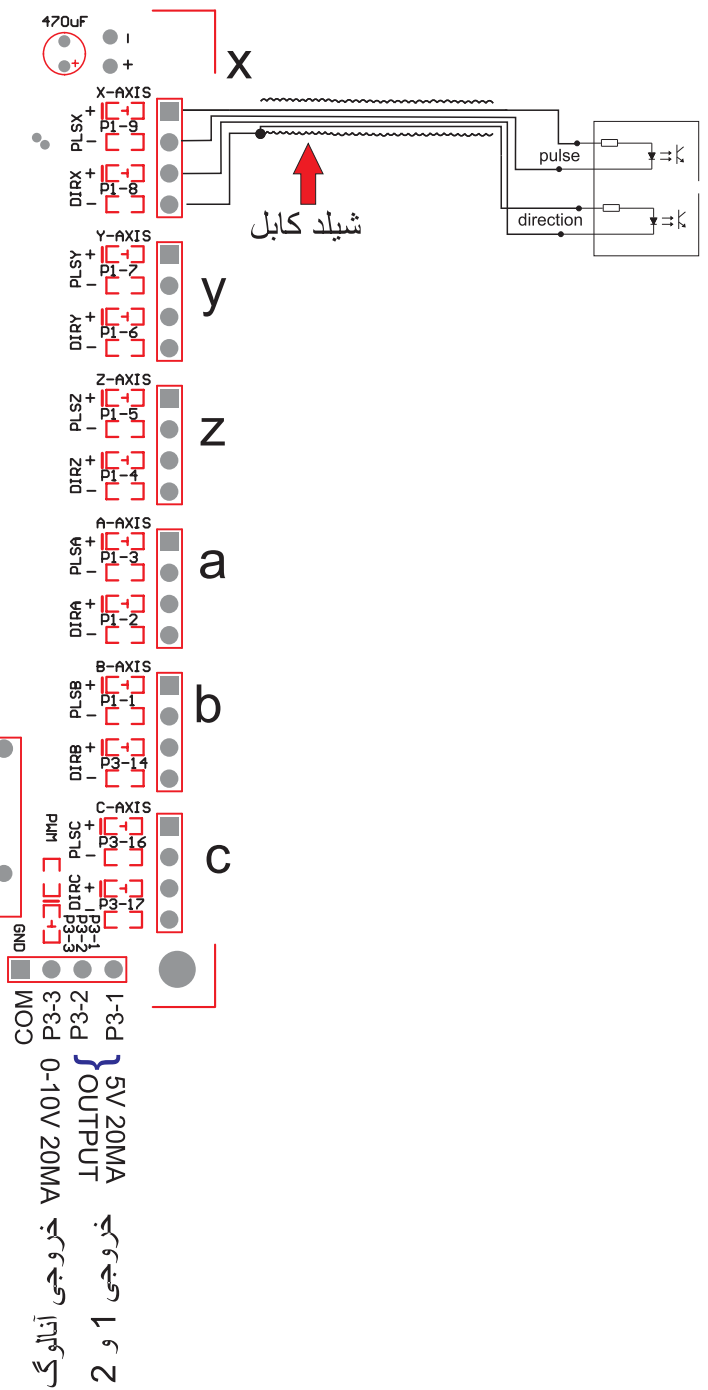 470uF
−
+
+
x
X-AXIS
PLSX + −
P1-9
DIRX + −
P1-8
pulse
direction
شیلد کابل
Y-AXIS
PLSY + −
P1-7
DIRY + −
P1-6
y
Z-AXIS
PLSZ + −
P1-5
DIRZ + −
P1-4
z
A-AXIS
PLSA + −
P1-3
DIRA + −
P1-2
a
B-AXIS
PLSB + −
P1-1
DIRB + −
P3-14
b
C-AXIS
PLSC + −
P3-16
DIRC + −
P3-17
c
PWM
GND
P3-3
P3-2
P3-1
COM
P3-3
P3-2
P3-1
0-10V 20MA
OUTPUT
5V 20MA
خروجی آنالوگ
خروجی 1 و 2